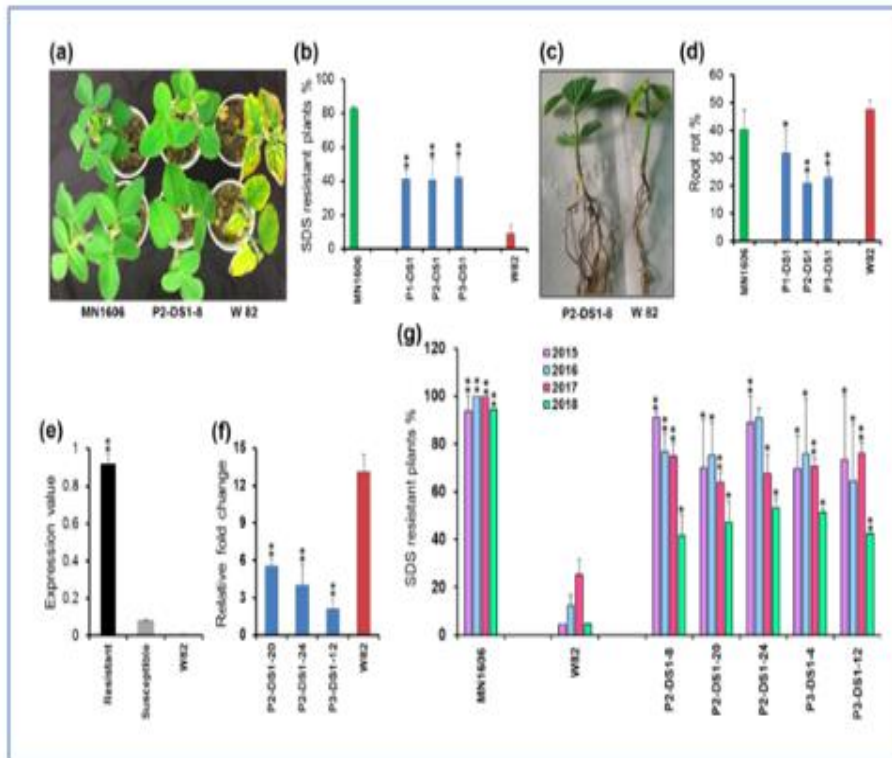 (a)
MN1606 P2-DS1-8 W 82
(b)
SDS resistant plants %
100
80
60
40
20
0
**
**
**
MN1606
P1-DS1
P2-DS1
P3-DS1
W82
(c)
P2-DS1-8 W 82
(d)
Root rot %
60
50
40
30
20
10
0
*
**
**
MN1606
P1-DS1
P2-DS1
P3-DS1
W82
(e)
Expression value
1
0.8
0.6
0.4
0.2
0
**
Resistant
Susceptible
W82
(f)
Relative fold change
15
12
9
6
3
0
**
**
**
P2-DS1-20
P2-DS1-24
P3-DS1-12
W82
(g)
SDS resistant plants %
120
100
80
60
40
20
0
2015
2016
2017
2018
MN1606
W82
P2-DS1-8
P2-DS1-20
P2-DS1-24
P3-DS1-4
P3-DS1-12